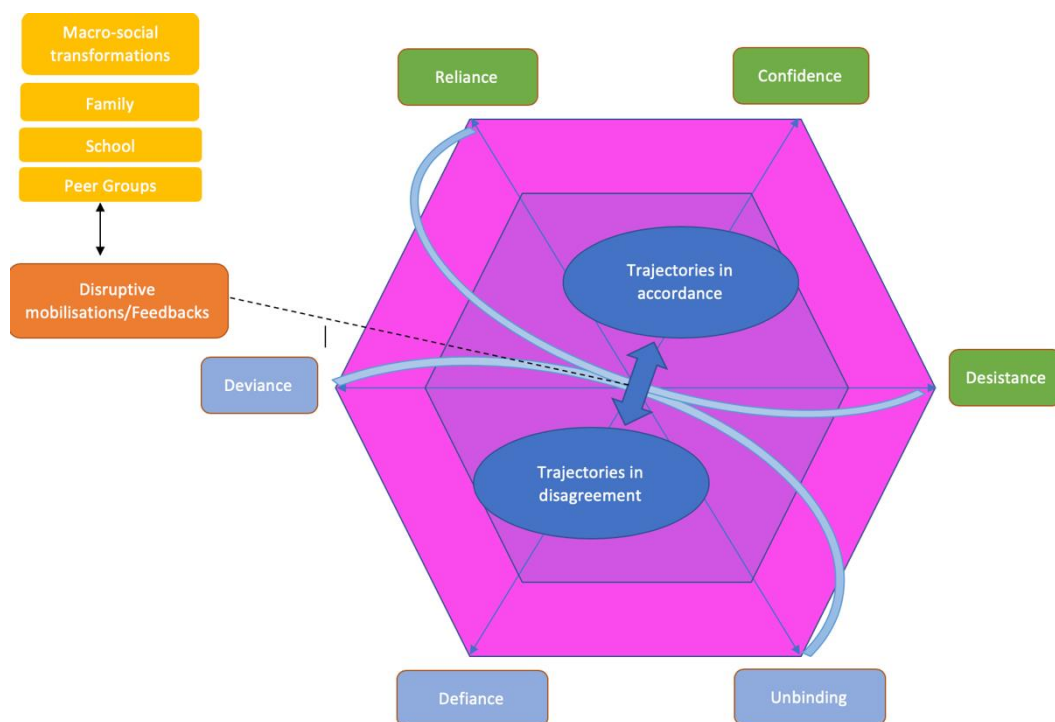 Macro-social
transformations
Family
School
Peer Groups
Disruptive
mobilisations/Feedbacks
Reliance
Confidence
Trajectories in
accordance
Deviance
Desistance
Trajectories in
disagreement
Defiance
Unbinding